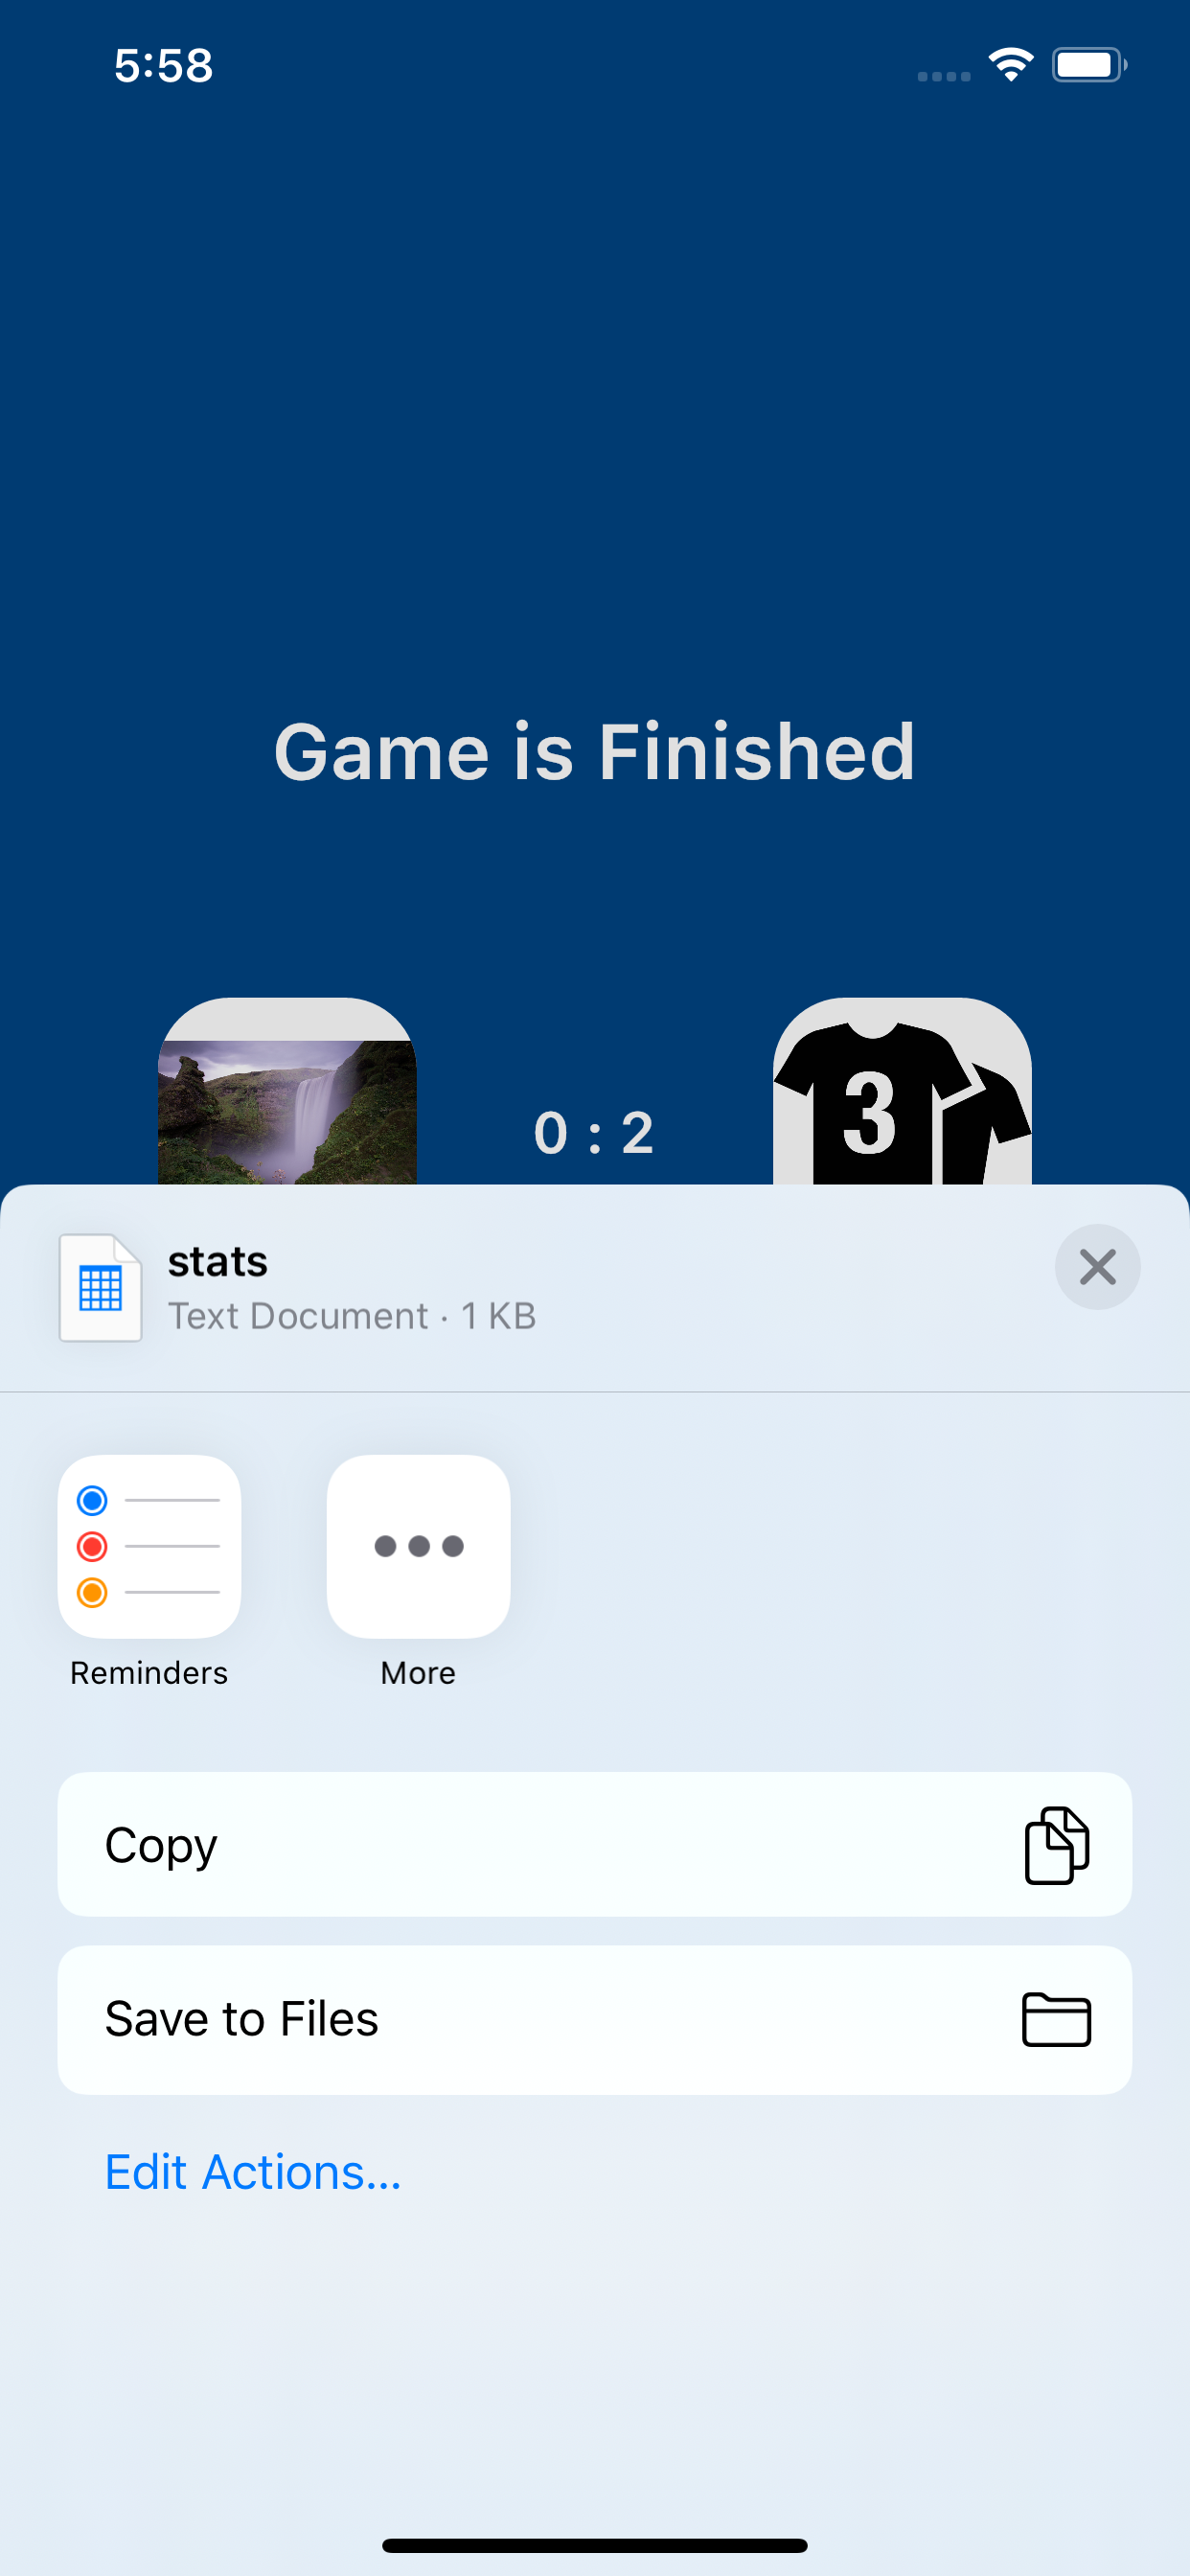 5:58
Game is Finished
0 : 2
3
stats
Text Document · 1 KB
Reminders
More
Copy
Save to Files
Edit Actions...